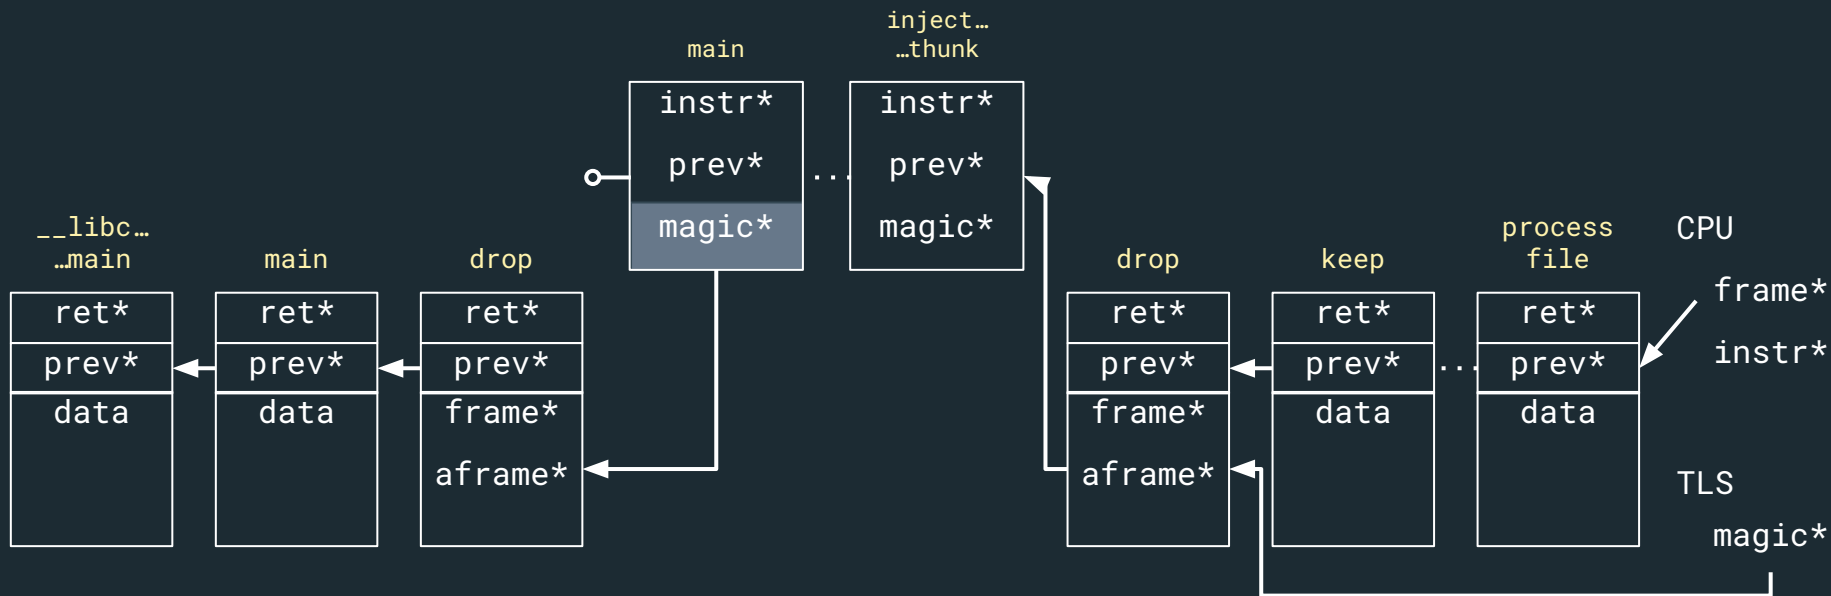 inject…
…thunk
main
instr*
prev*
magic*
instr*
prev*
magic*
__libc…
…main
ret*
prev*
data
main
ret*
prev*
data
drop
ret*
prev*
frame*
aframe*
drop
ret*
prev*
frame*
aframe*
keep
ret*
prev*
data
process
file
ret*
prev*
data
CPU
frame*
instr*
TLS
magic*